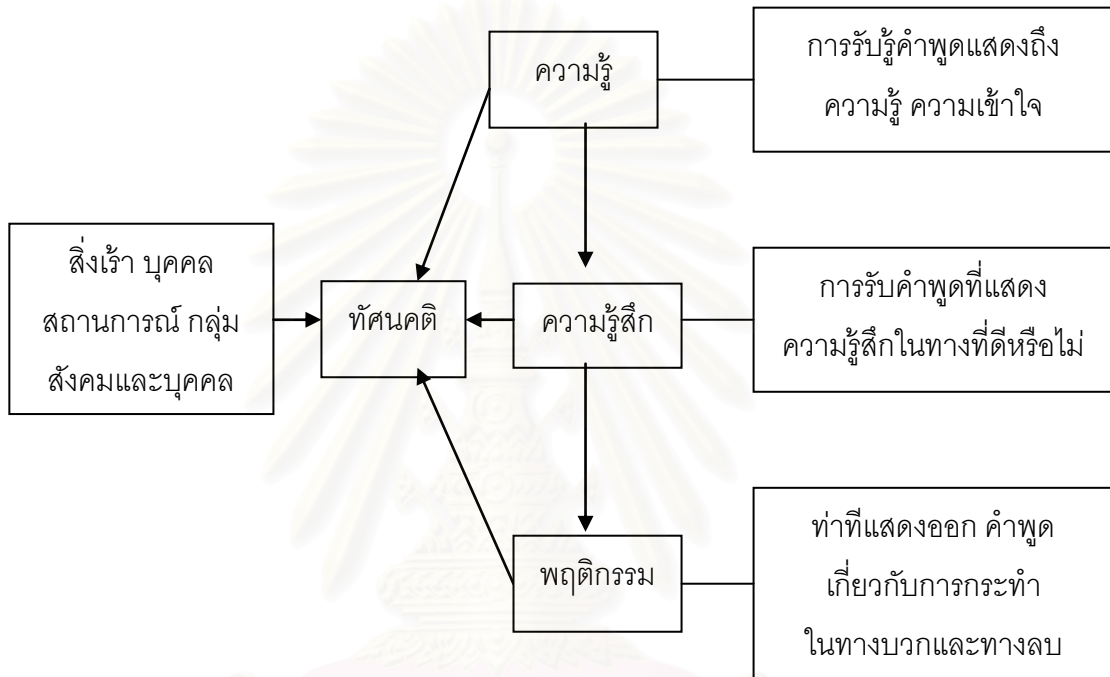 ความรู้
การรับรู้คำพูดแสดงถึง
ความรู้ ความเข้าใจ
สิ่งเร้า บุคคล
สถานการณ์ กลุ่ม
สังคมและบุคคล
ทัศนคติ
ความรู้สึก
การรับคำพูดที่แสดง
ความรู้สึกในทางที่ดีหรือไม่
พฤติกรรม
ท่าทีแสดงออก คำพูด
เกี่ยวกับการกระทำ
ในทางบวกและทางลบ